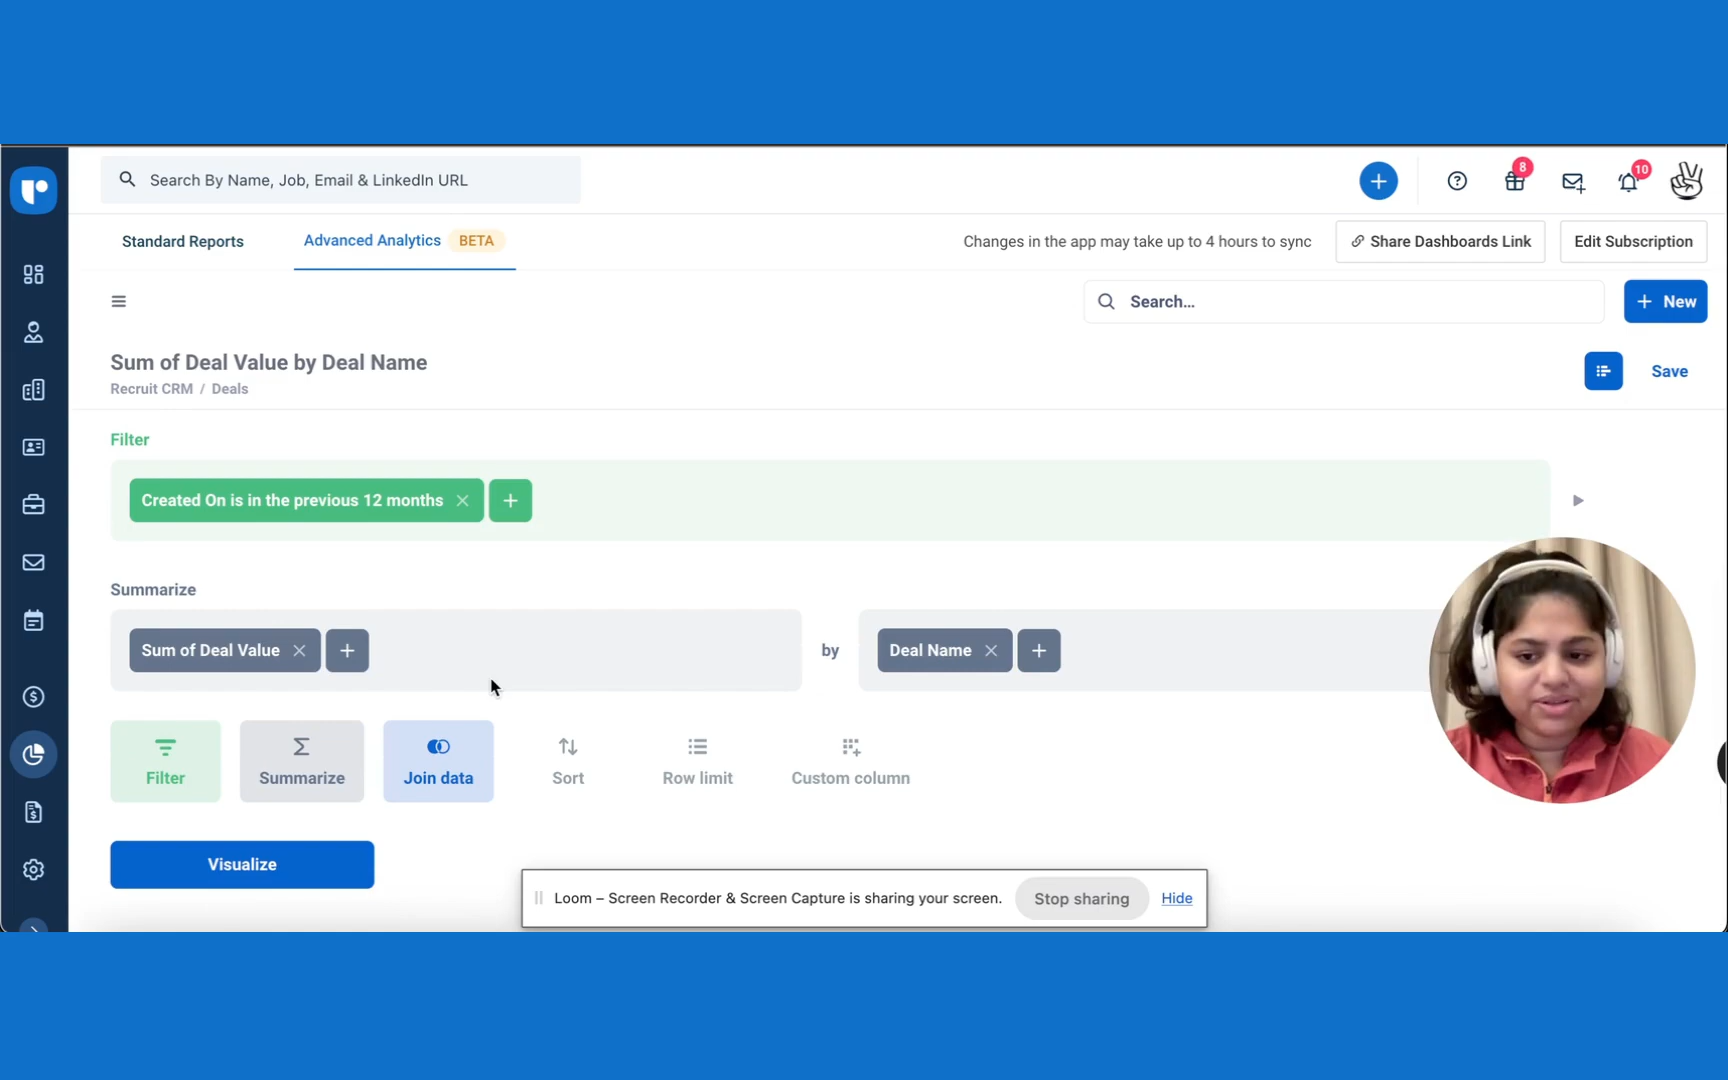 Search By Name, Job, Email & LinkedIn URL
8
10
Standard Reports
Advanced Analytics BETA
Changes in the app may take up to 4 hours to sync
Share Dashboards Link
Edit Subscription
Search...
+ New
Sum of Deal Value by Deal Name
Recruit CRM / Deals
Save
Filter
Created On is in the previous 12 months
Summarize
Sum of Deal Value
by
Deal Name
Filter
Summarize
Join data
Sort
Row limit
Custom column
Visualize
Loom – Screen Recorder & Screen Capture is sharing your screen.
Stop sharing
Hide